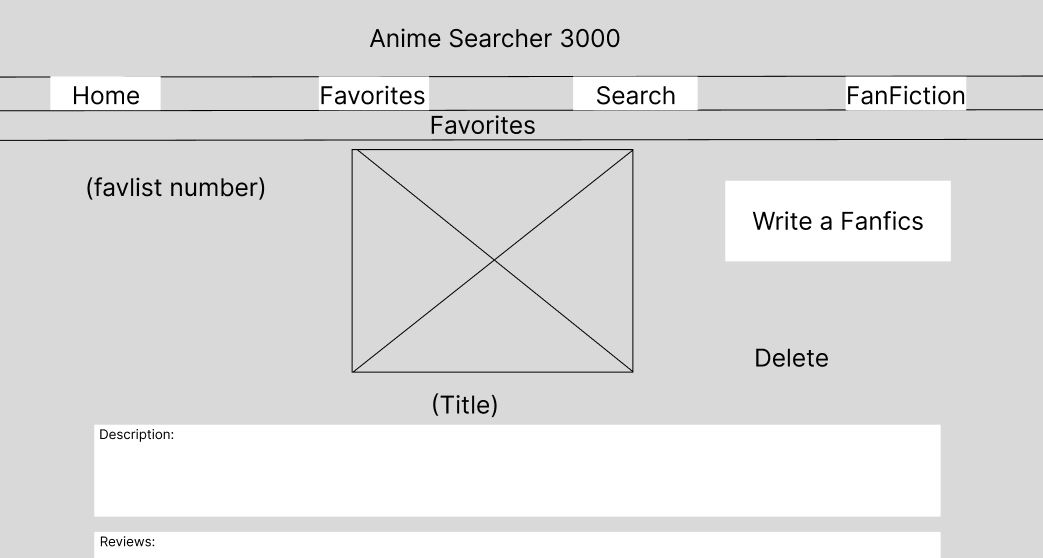 Anime Searcher 3000
Home Favorites Search FanFiction
Favorites
(favlist number)
Write a Fanfics
Delete
(Title)
Description:
Reviews: